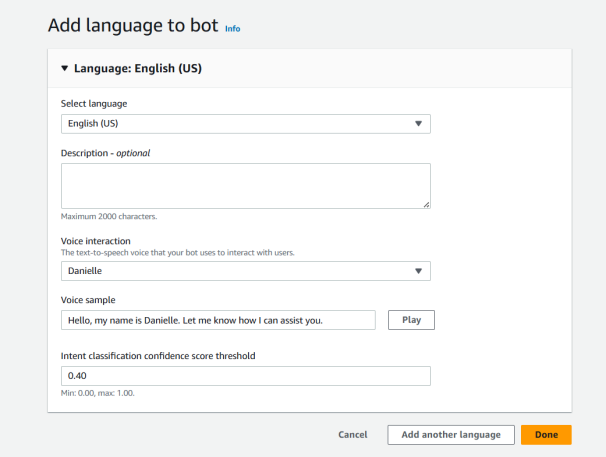 Add language to bot Info
Language: English (US)
Select language
English (US)
Description - optional
Maximum 2000 characters.
Voice interaction
The text-to-speech voice that your bot uses to interact with users.
Danielle
Voice sample
Hello, my name is Danielle. Let me know how I can assist you.
Play
Intent classification confidence score threshold
0.40
Min: 0.00, max: 1.00.
Cancel
Add another language
Done